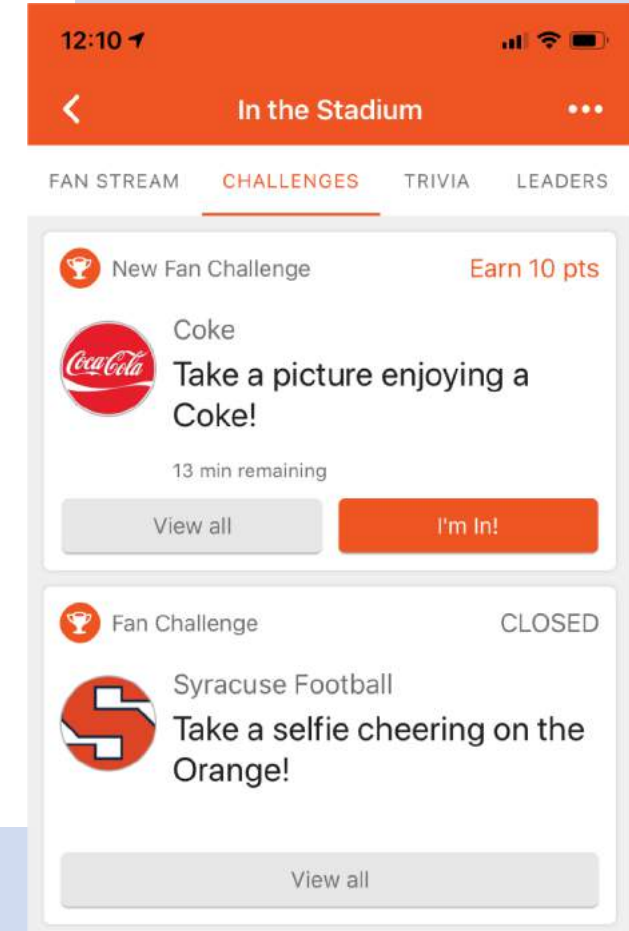 12:10
In the Stadium
FAN STREAM CHALLENGES TRIVIA LEADERS
New Fan Challenge Earn 10 pts
Coca-Cola
Coke
Take a picture enjoying a
Coke!
13 min remaining
View all I'm In!
Fan Challenge CLOSED
S
Syracuse Football
Take a selfie cheering on the
Orange!
View all